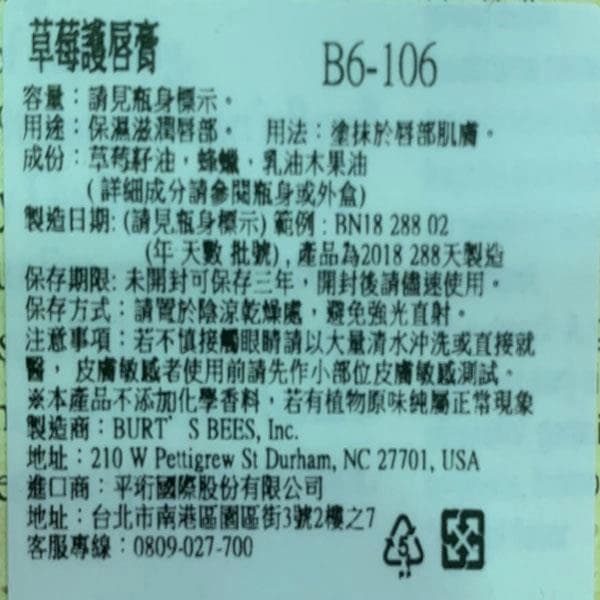 草莓護唇膏
B6-106
容量：請見瓶身標示。
用途：保濕滋潤唇部。 用法：塗抹於唇部肌膚。
成份：草莓籽油，蜂蠟，乳油木果油
(詳細成分請參閱瓶身或外盒)
製造日期：(請見瓶身標示) 範例：BN18 288 02
(年 天數 批號)，產品為2018 288天製造
保存期限：未開封可保存三年，開封後請儘速使用。
保存方式：請置於陰涼乾燥處，避免強光直射。
注意事項：若不慎接觸眼睛請以大量清水沖洗或直接就
醫， 皮膚敏感者使用前請先作小部位皮膚敏感測試。
※本產品不添加化學香料，若有植物原味純屬正常現象
製造商：BURT'S BEES, Inc.
地址：210 W Pettigrew St Durham, NC 27701, USA
進口商：平珩國際股份有限公司
地址：台北市南港區園區街3號2樓之7
客服專線：0809-027-700
5